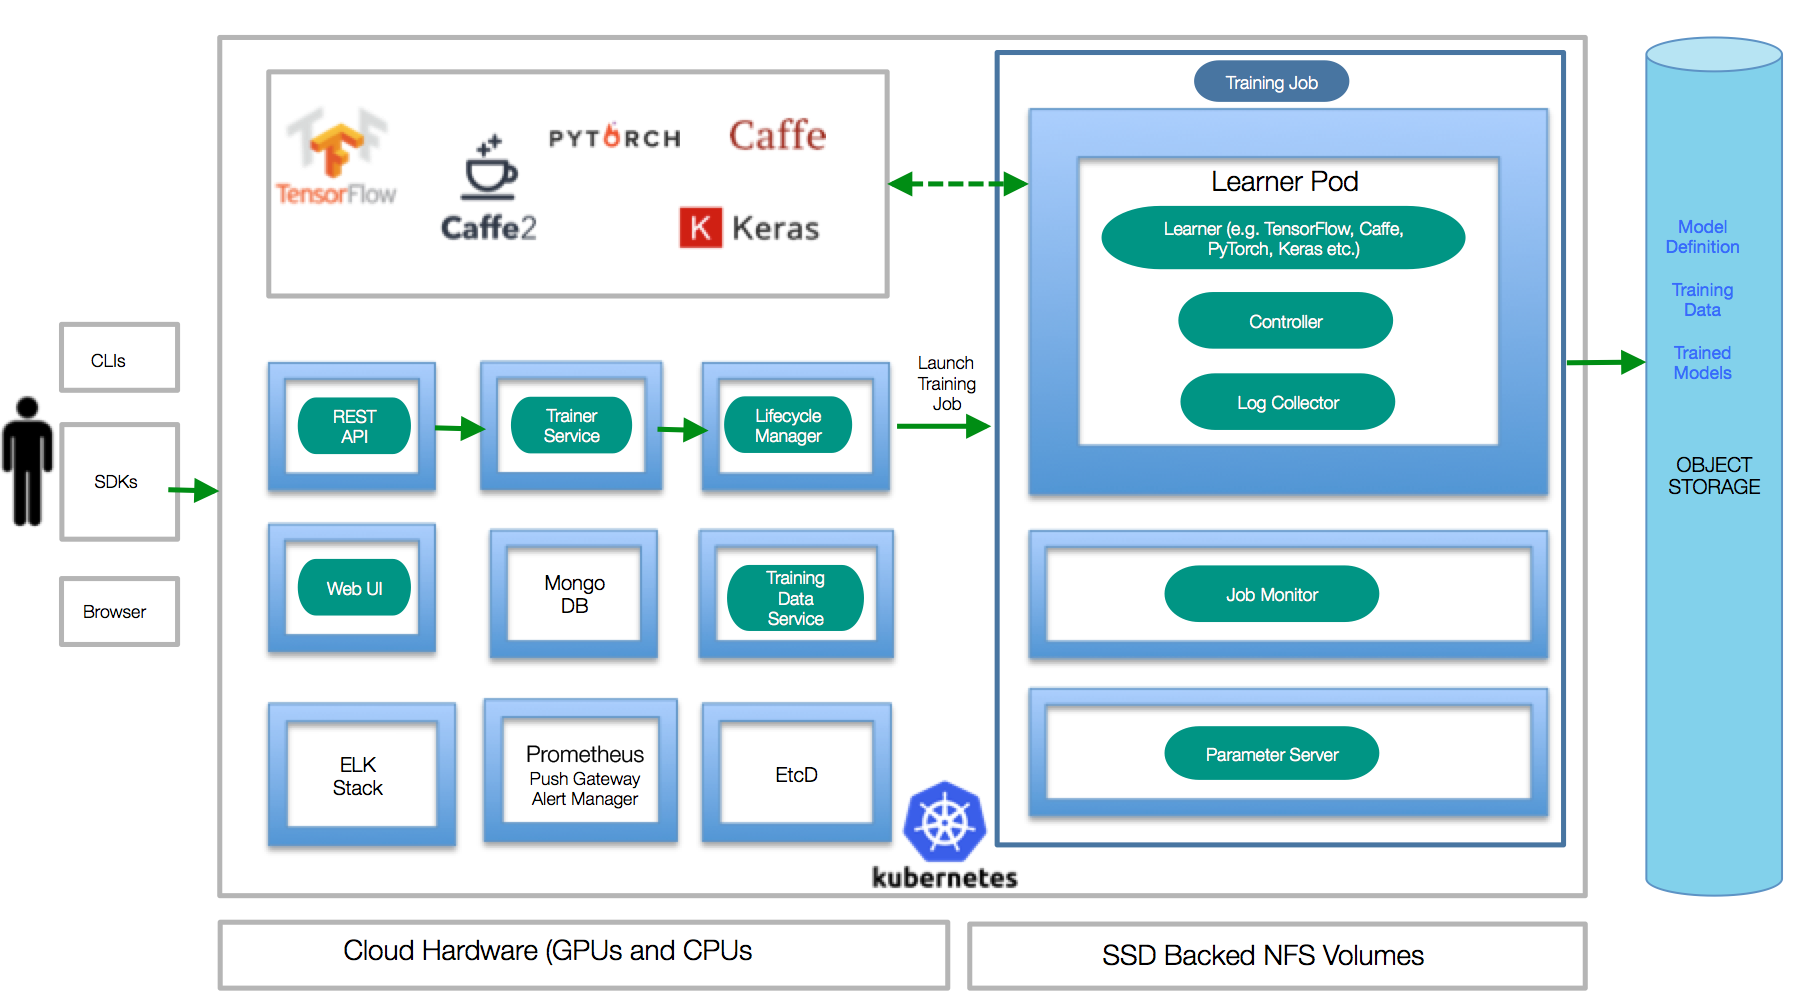 TensorFlow
Caffe2
PYTORCH
Caffe
K Keras
CLIs
SDKs
Browser
REST
API
Trainer
Service
Lifecycle
Manager
Launch
Training
Job
Web UI
Mongo
DB
Training
Data
Service
ELK
Stack
Prometheus
Push Gateway
Alert Manager
EtcD
kubernetes
Training Job
Learner Pod
Learner (e.g. TensorFlow, Caffe,
PyTorch, Keras etc.)
Controller
Log Collector
Job Monitor
Parameter Server
Model
Definition
Training
Data
Trained
Models
OBJECT
STORAGE
Cloud Hardware (GPUs and CPUs
SSD Backed NFS Volumes